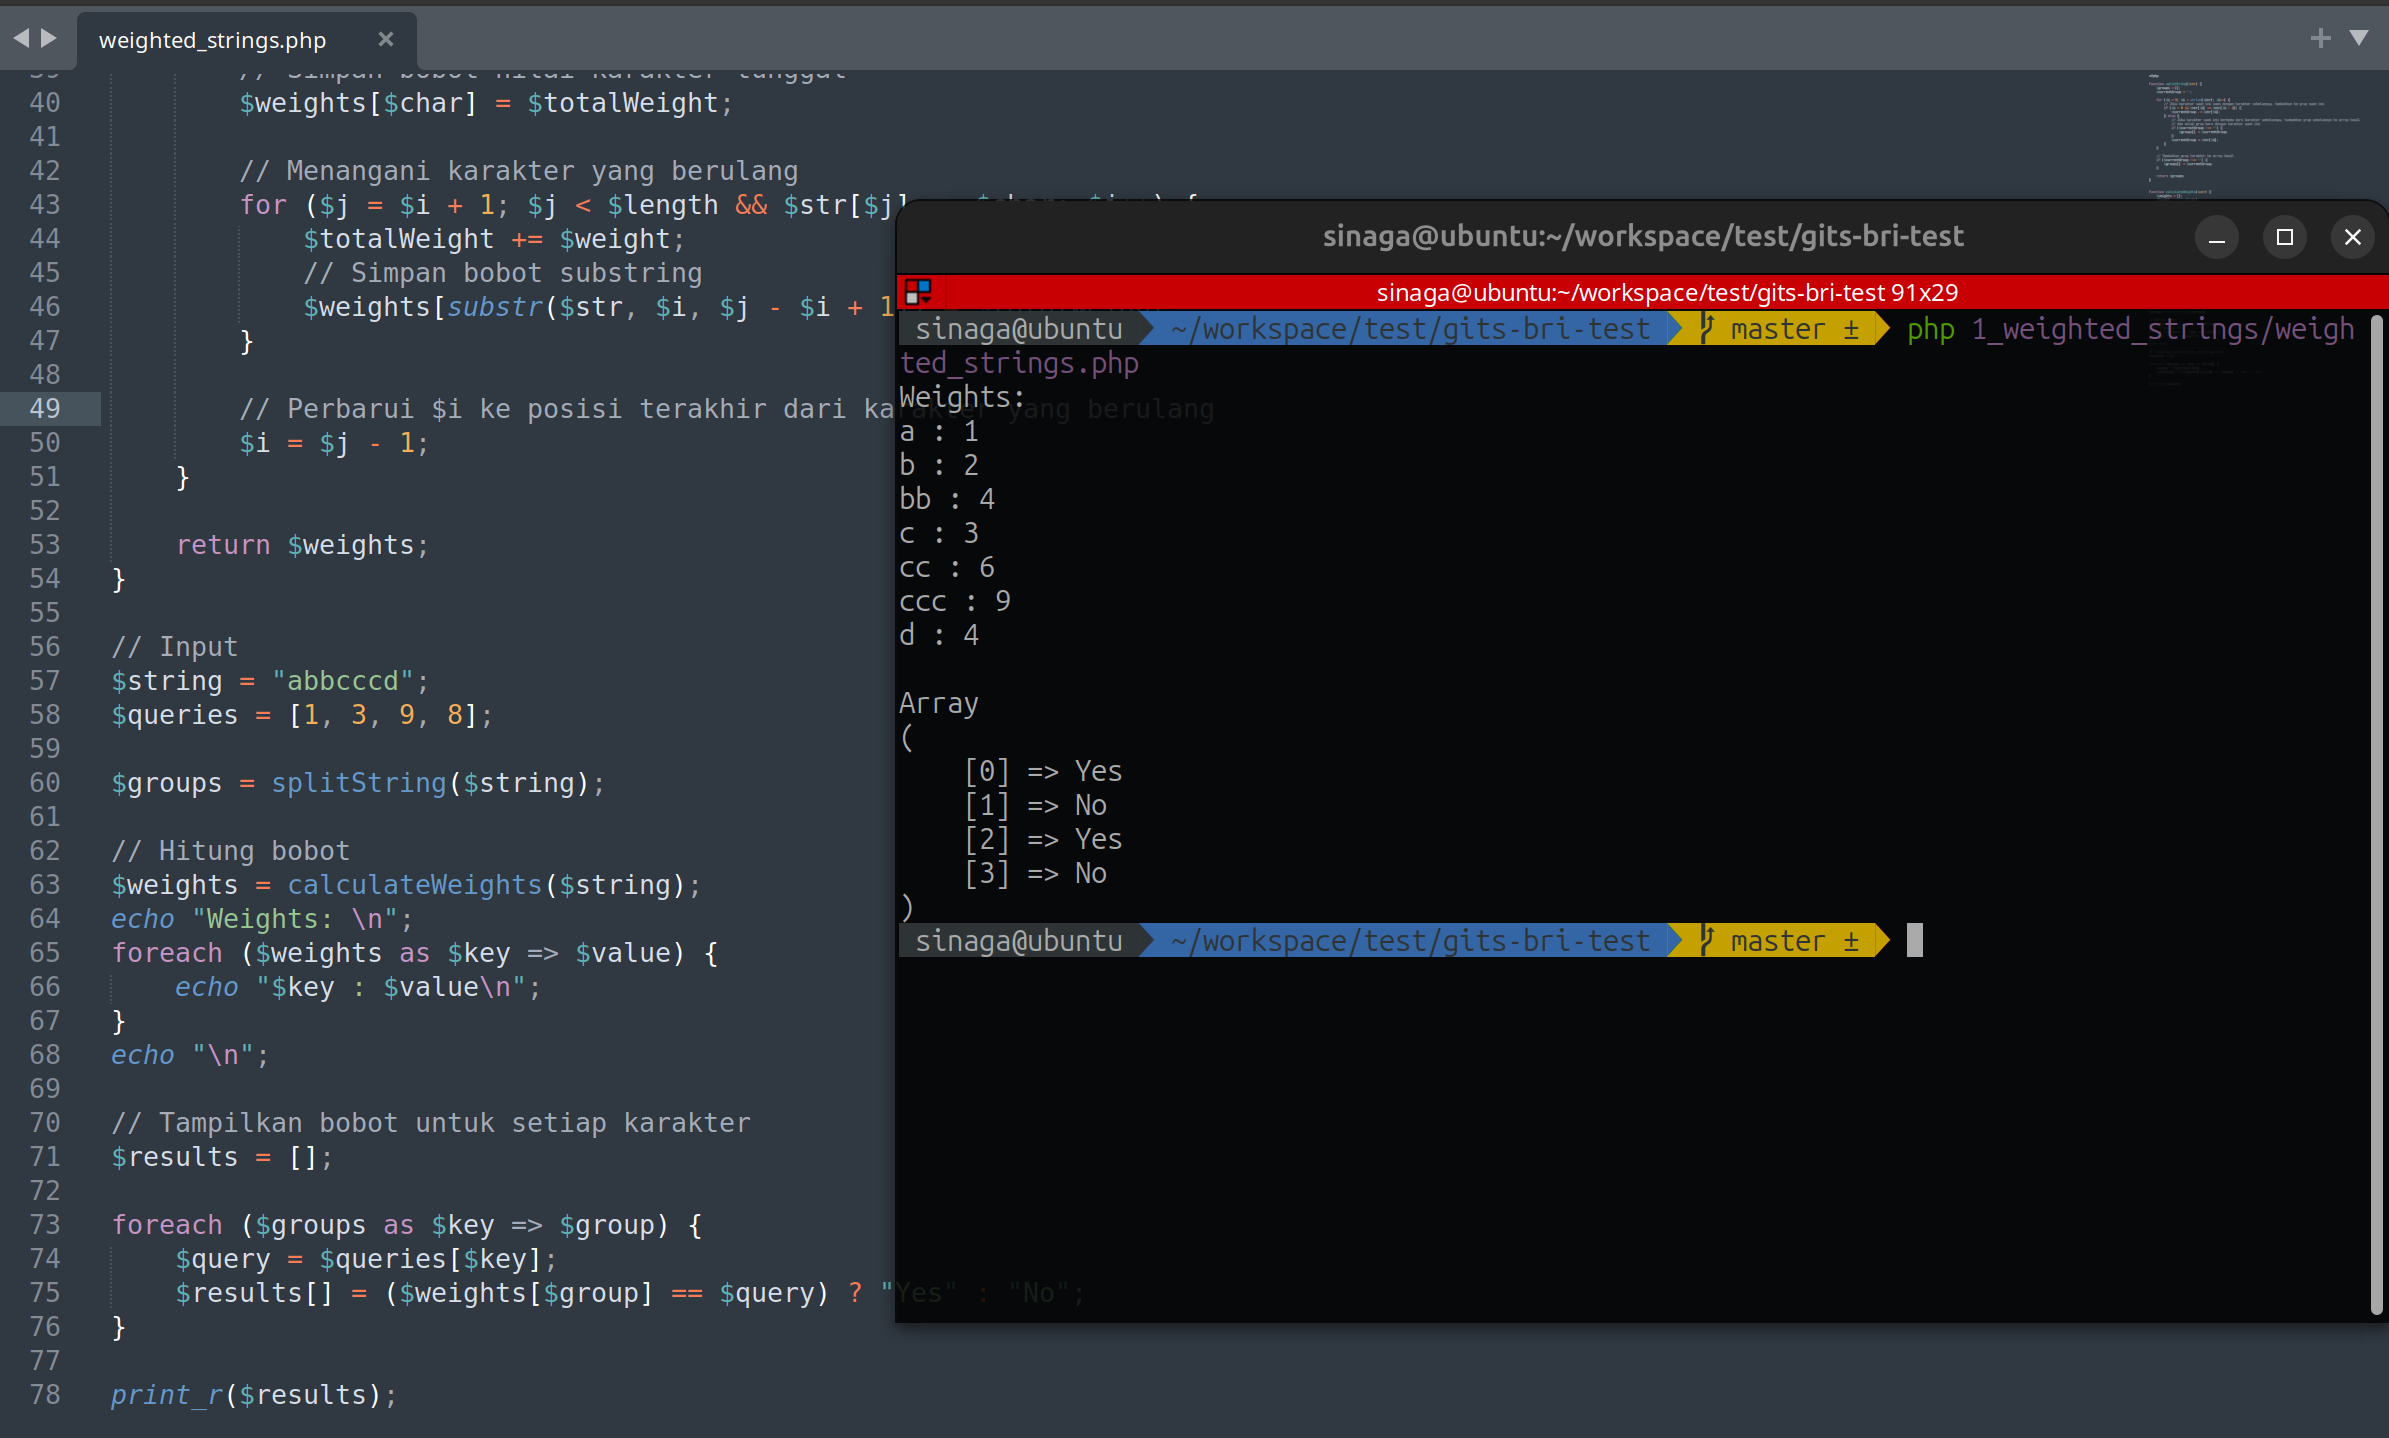 weighted_strings.php
40 $weights[$char] = $totalWeight;
41
42 // Menangani karakter yang berulang
43 for ($j = $i + 1; $j < $length && $str[$j]
44 $totalWeight += $weight;
45 // Simpan bobot substring
46 $weights[substr($str, $i, $j - $i + 1
47 }
48
49 // Perbarui $i ke posisi terakhir dari karakter yang berulang
50 $i = $j - 1;
51 }
52
53 return $weights;
54 }
55
56 // Input
57 $string = "abbcccd";
58 $queries = [1, 3, 9, 8];
59
60 $groups = splitString($string);
61
62 // Hitung bobot
63 $weights = calculateWeights($string);
64 echo "Weights: \n";
65 foreach ($weights as $key => $value) {
66 echo "$key : $value\n";
67 }
68 echo "\n";
69
70 // Tampilkan bobot untuk setiap karakter
71 $results = [];
72
73 foreach ($groups as $key => $group) {
74 $query = $queries[$key];
75 $results[] = ($weights[$group] == $query) ? "Yes" : "No";
76 }
77
78 print_r($results);
sinaga@ubuntu:~/workspace/test/gits-bri-test
sinaga@ubuntu:~/workspace/test/gits-bri-test 91x29
sinaga@ubuntu ~/workspace/test/gits-bri-test master ± php 1_weighted_strings/weigh
ted_strings.php
Weights:
a : 1
b : 2
bb : 4
c : 3
cc : 6
ccc : 9
d : 4
Array
(
[0] => Yes
[1] => No
[2] => Yes
[3] => No
)
sinaga@ubuntu ~/workspace/test/gits-bri-test master ±